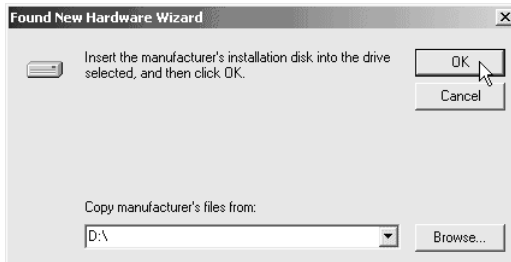 Found New Hardware Wizard
Insert the manufacturer's installation disk into the drive
selected, and then click OK.
OK
Cancel
Copy manufacturer's files from:
D:\
Browse...